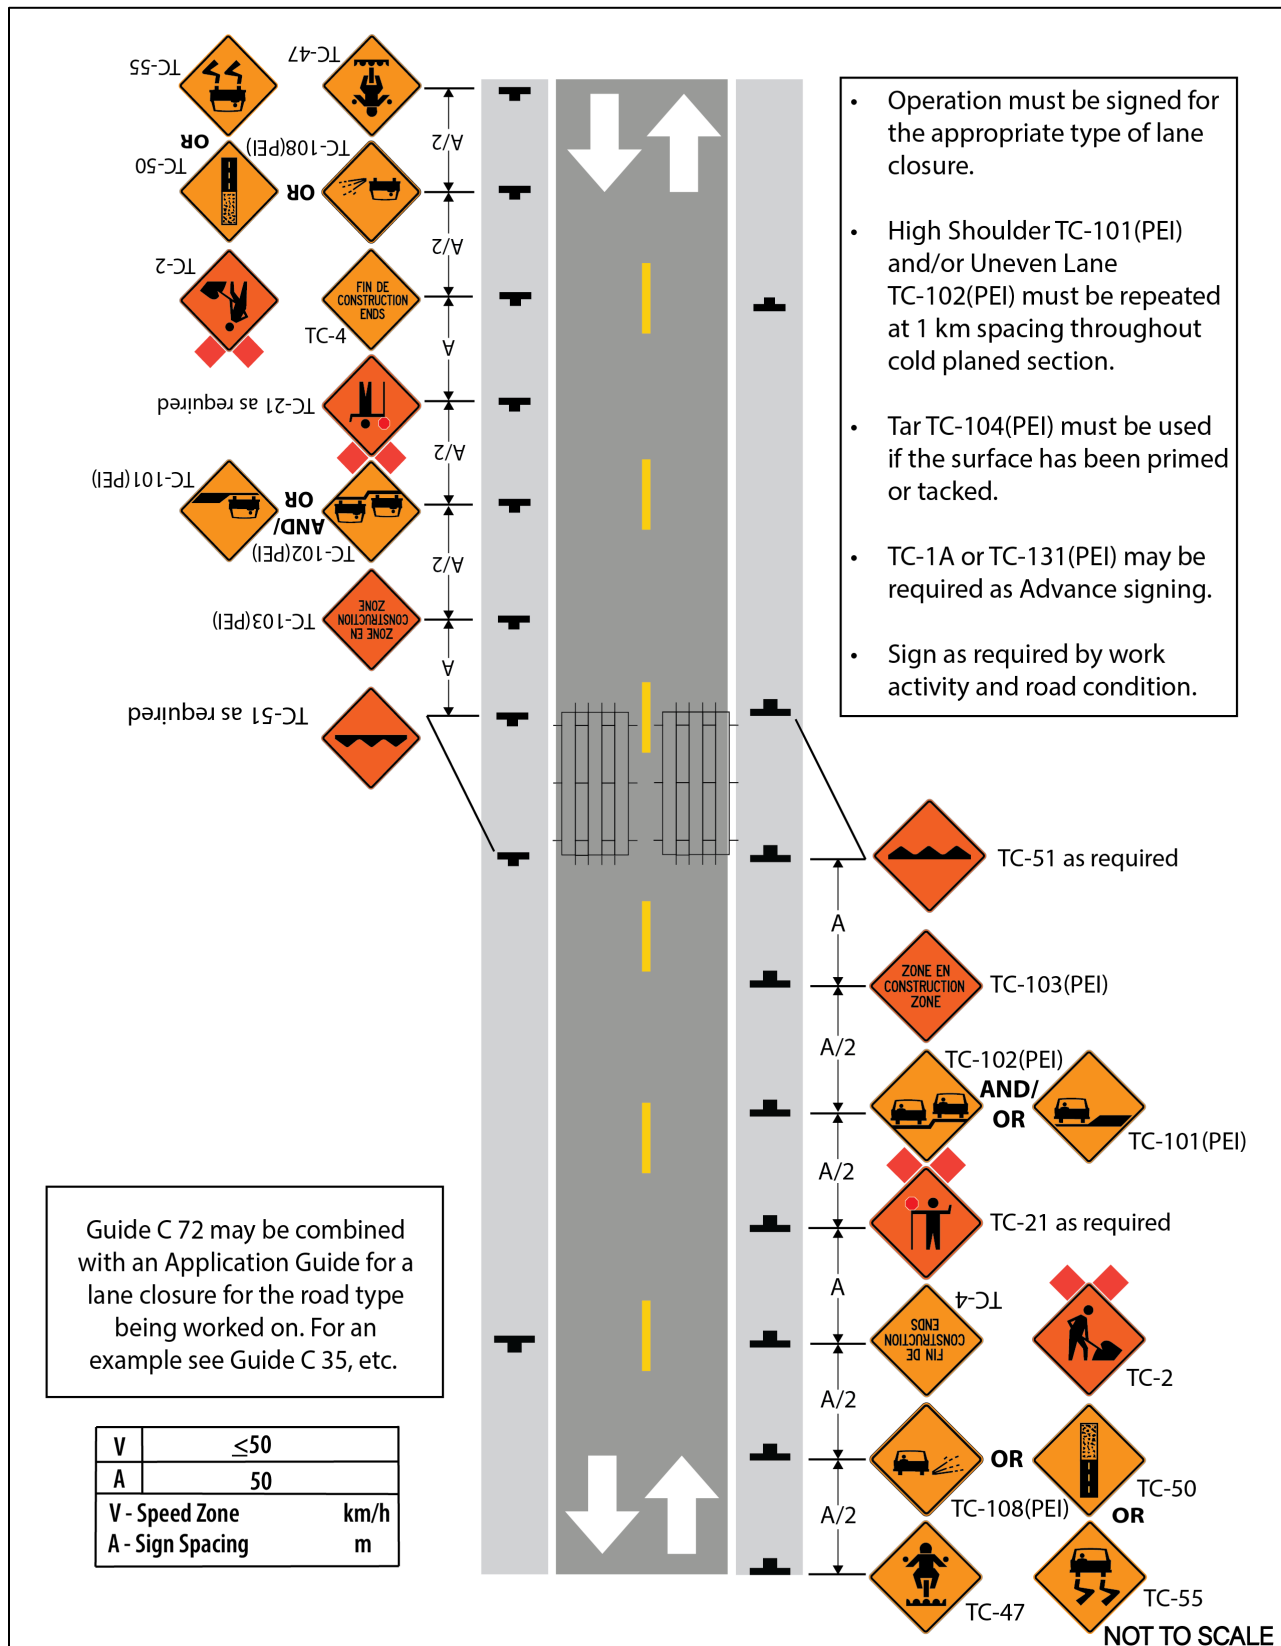 TC-55
TC-47
A/2
OR
TC-50
TC-108(PEI)
OR
A/2
TC-2
FIN DE
CONSTRUCTION
ENDS
TC-4
A
TC-21 as required
A/2
TC-101(PEI)
AND/
OR
TC-102(PEI)
A/2
TC-103(PEI)
ZONE EN
CONSTRUCTION
ZONE
A
TC-51 as required
• Operation must be signed for
the appropriate type of lane
closure.
• High Shoulder TC-101(PEI)
and/or Uneven Lane
TC-102(PEI) must be repeated
at 1 km spacing throughout
cold planed section.
• Tar TC-104(PEI) must be used
if the surface has been primed
or tacked.
• TC-1A or TC-131(PEI) may be
required as Advance signing.
• Sign as required by work
activity and road condition.
TC-51 as required
A
ZONE EN
CONSTRUCTION
ZONE
TC-103(PEI)
A/2
TC-102(PEI)
AND/
OR
TC-101(PEI)
A/2
TC-21 as required
A
TC-4
FIN DE
CONSTRUCTION
ENDS
TC-2
A/2
OR
TC-108(PEI)
TC-50
OR
A/2
TC-47
TC-55
Guide C 72 may be combined
with an Application Guide for a
lane closure for the road type
being worked on. For an
example see Guide C 35, etc.
V ≤50
A 50
V - Speed Zone km/h
A - Sign Spacing m
NOT TO SCALE